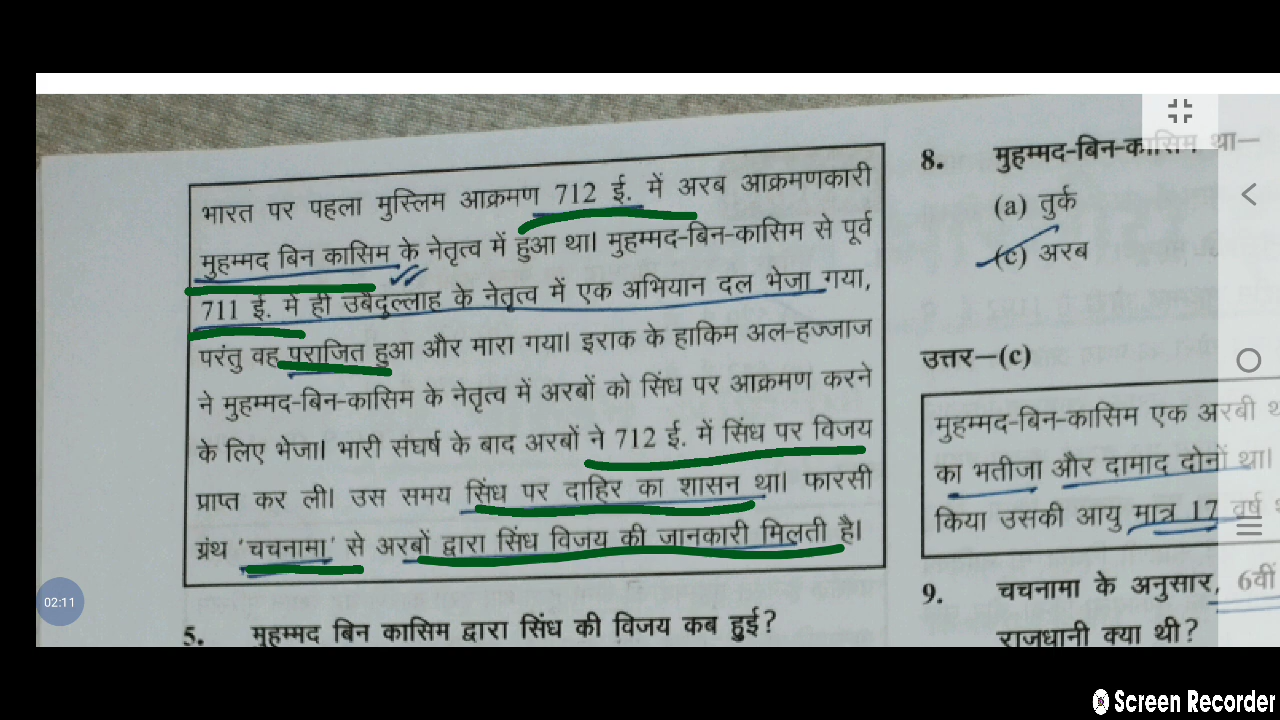 भारत पर पहला मुस्लिम आक्रमण 712 ई. में अरब आक्रमणकारी
मुहम्मद बिन कासिम के नेतृत्व में हुआ था। मुहम्मद-बिन-कासिम से पूर्व
711 ई. में ही उबैदुल्लाह के नेतृत्व में एक अभियान दल भेजा गया,
परंतु वह पराजित हुआ और मारा गया। इराक के हाकिम अल-हज्जाज
ने मुहम्मद-बिन-कासिम के नेतृत्व में अरबों को सिंध पर आक्रमण करने
के लिए भेजा। भारी संघर्ष के बाद अरबों ने 712 ई. में सिंध पर विजय
प्राप्त कर ली। उस समय सिंध पर दाहिर का शासन था। फारसी
ग्रंथ 'चचनामा' से अरबों द्वारा सिंध विजय की जानकारी मिलती है।
5. मुहम्मद बिन कासिम द्वारा सिंध की विजय कब हुई?
8. मुहम्मद-बिन-कासिम था—
(a) तुर्क
(c) अरब
उत्तर—(c)
मुहम्मद-बिन-कासिम एक अरबी
का भतीजा और दामाद दोनों था।
किया उसकी आयु मात्र 17 वर्ष
9. चचनामा के अनुसार, 6वीं
राजधानी क्या थी?
02:11
Screen Recorder